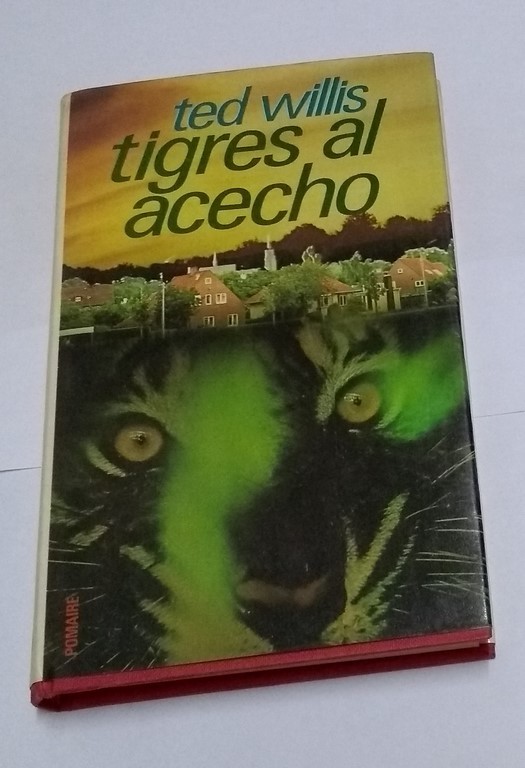 ted willis
tigres al
acecho
POMAIRE